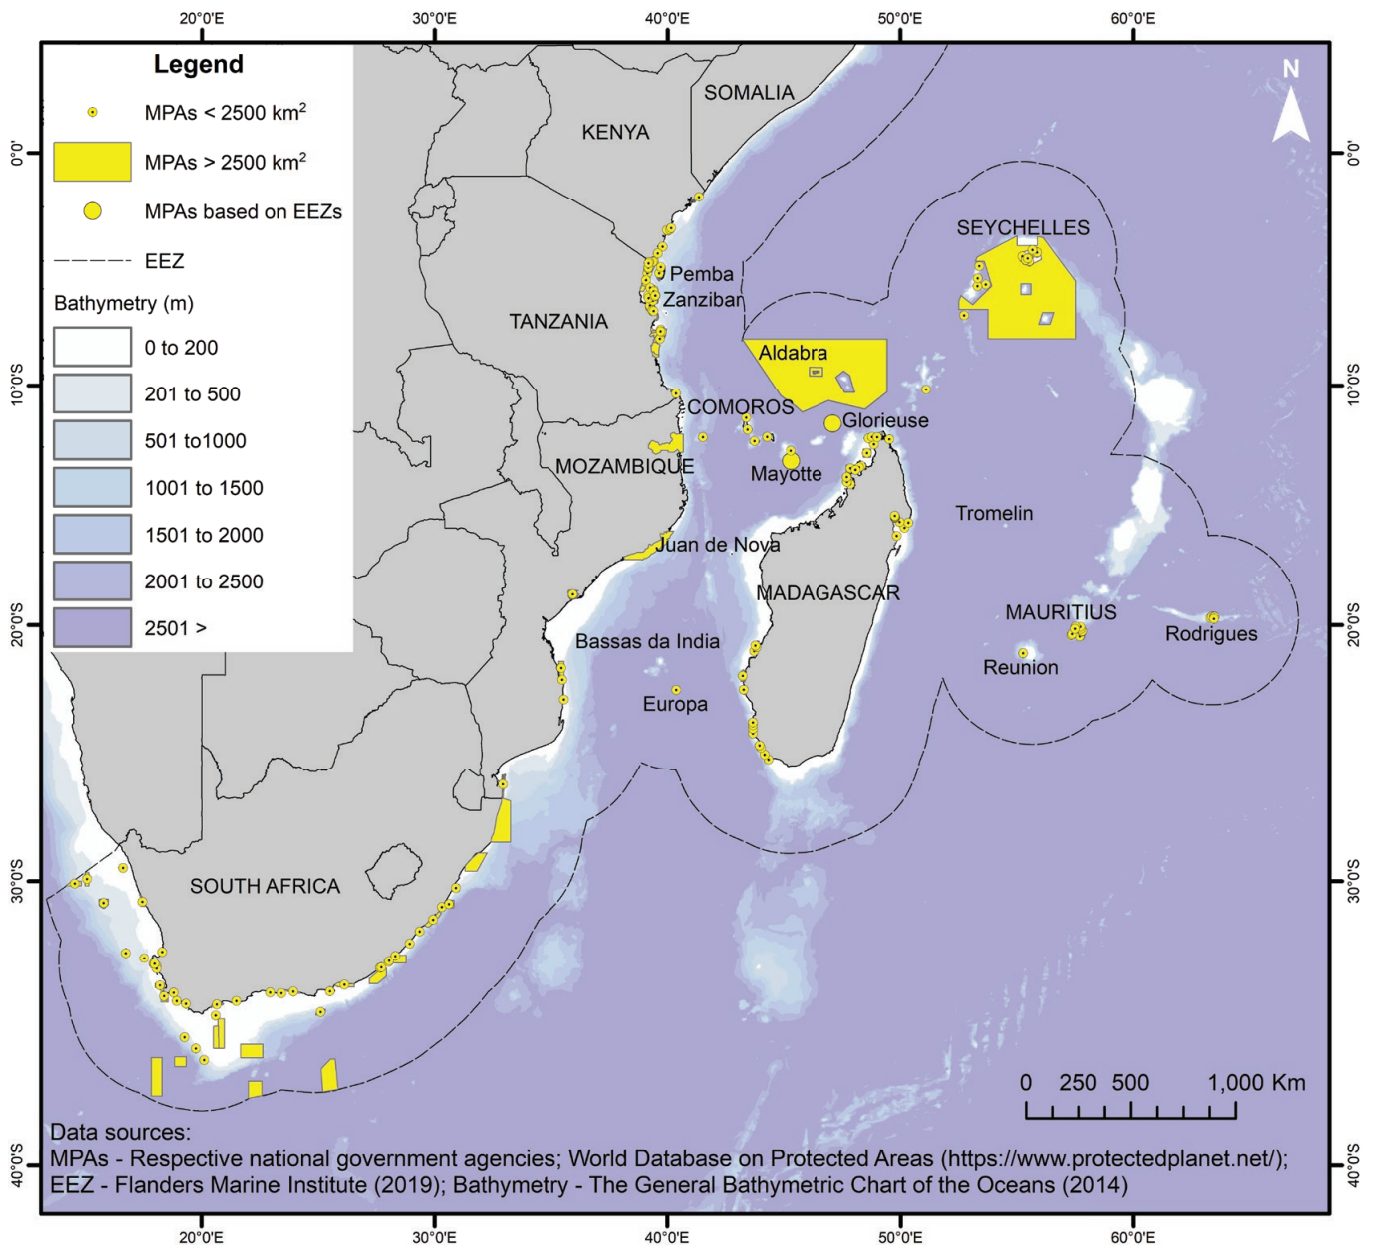 20°0'E 30°0'E 40°0'E 50°0'E 60°0'E
Legend
MPAs < 2500 km²
MPAs > 2500 km²
MPAs based on EEZs
EEZ
Bathymetry (m)
0 to 200
201 to 500
501 to1000
1001 to 1500
1501 to 2000
2001 to 2500
2501 >
N
SOMALIA
KENYA
SEYCHELLES
Pemba
Zanzibar
TANZANIA
Aldabra
COMOROS
Glorieuse
MOZAMBIQUE
Mayotte
Tromelin
Juan de Nova
MADAGASCAR
MAURITIUS
Rodrigues
Bassas da India
Reunion
Europa
SOUTH AFRICA
0°0' 0°0'
10°0'S 10°0'S
20°0'S 20°0'S
30°0'S 30°0'S
40°0'S 40°0'S
0 250 500 1,000 Km
Data sources:
MPAs - Respective national government agencies; World Database on Protected Areas (https://www.protectedplanet.net/);
EEZ - Flanders Marine Institute (2019); Bathymetry - The General Bathymetric Chart of the Oceans (2014)
20°0'E 30°0'E 40°0'E 50°0'E 60°0'E